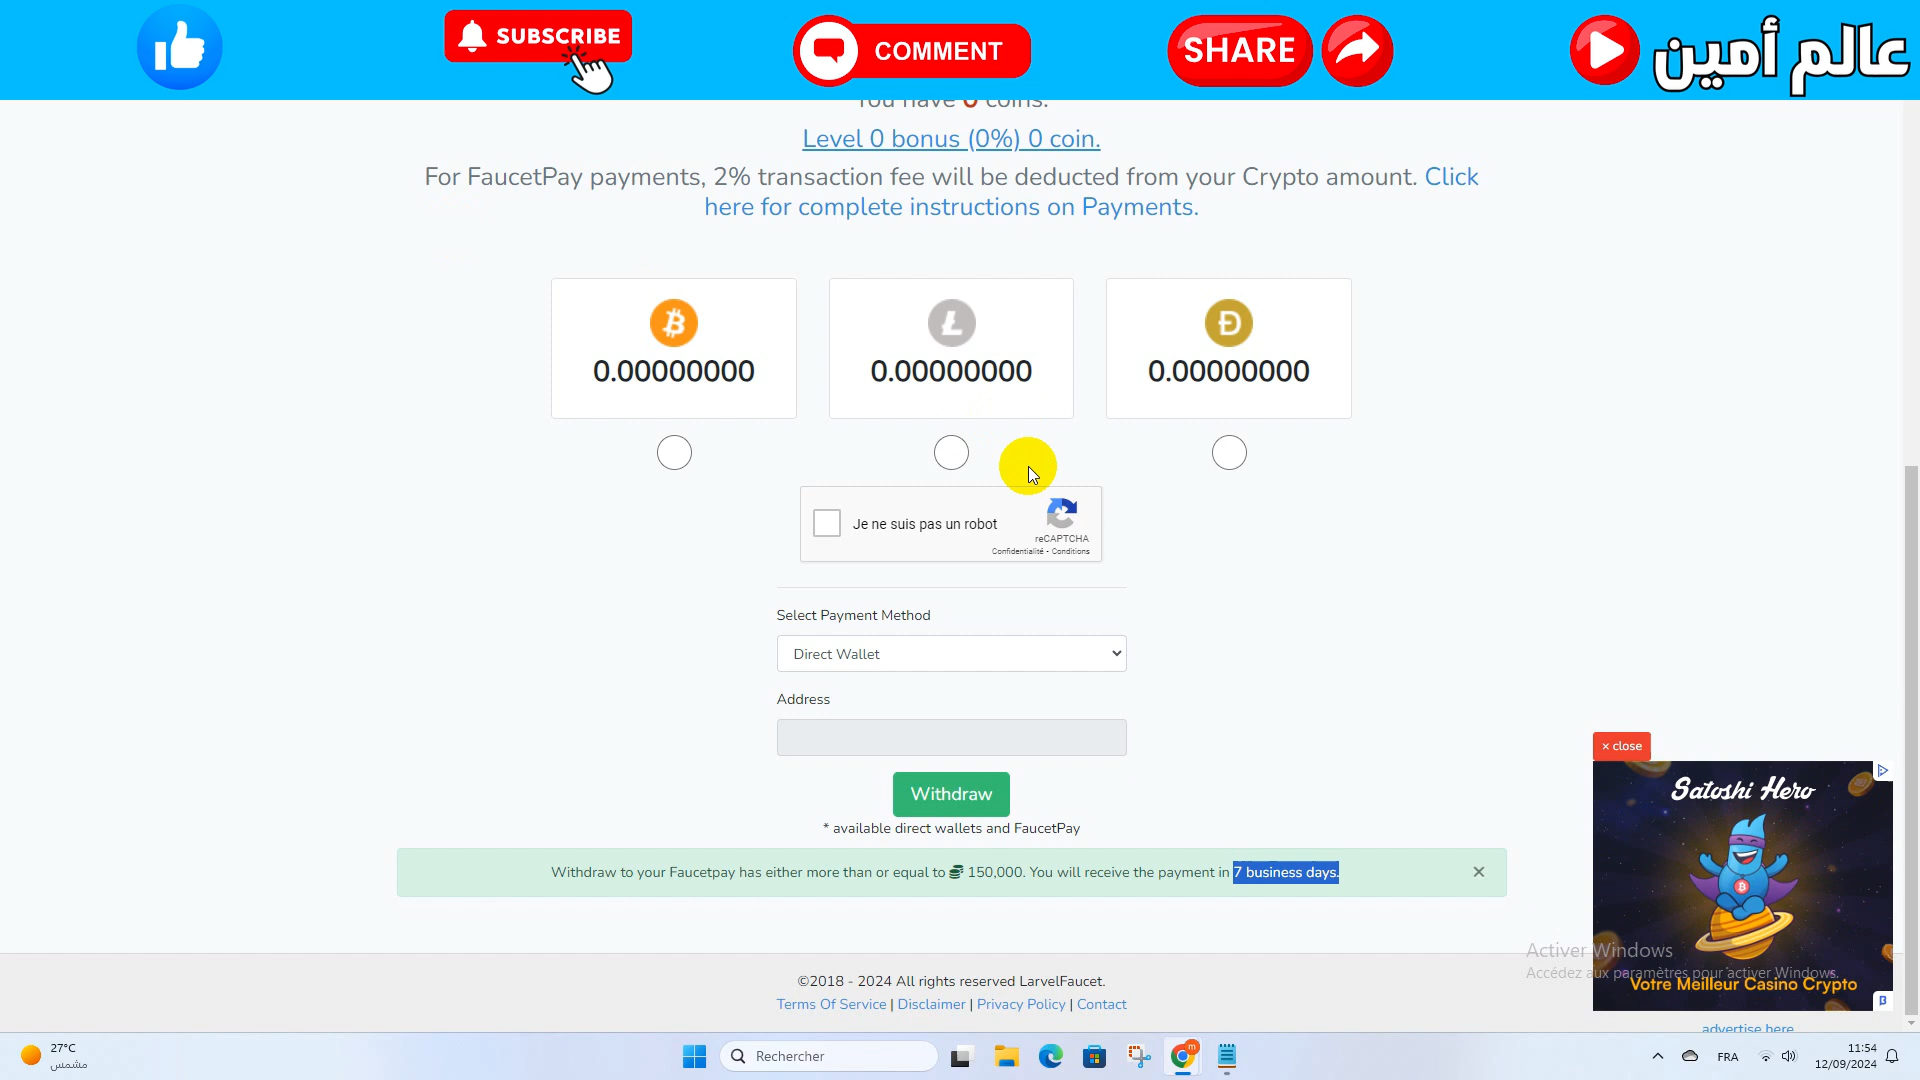 SUBSCRIBE
COMMENT
SHARE
عالم أمين
You have 0 coins.
Level 0 bonus (0%) 0 coin.
For FaucetPay payments, 2% transaction fee will be deducted from your Crypto amount. Click
here for complete instructions on Payments.
0.00000000
0.00000000
0.00000000
Je ne suis pas un robot
reCAPTCHA
Confidentialité - Conditions
Select Payment Method
Direct Wallet
Address
Withdraw
* available direct wallets and FaucetPay
Withdraw to your Faucetpay has either more than or equal to 150,000. You will receive the payment in 7 business days.
× close
Satoshi Hero
Votre Meilleur Casino Crypto
advertise here
Activer Windows
Accédez aux paramètres pour activer Windows.
©2018 - 2024 All rights reserved LarvelFaucet.
Terms Of Service | Disclaimer | Privacy Policy | Contact
27°C
مشمس
Rechercher
m
FRA
11:54
12/09/2024